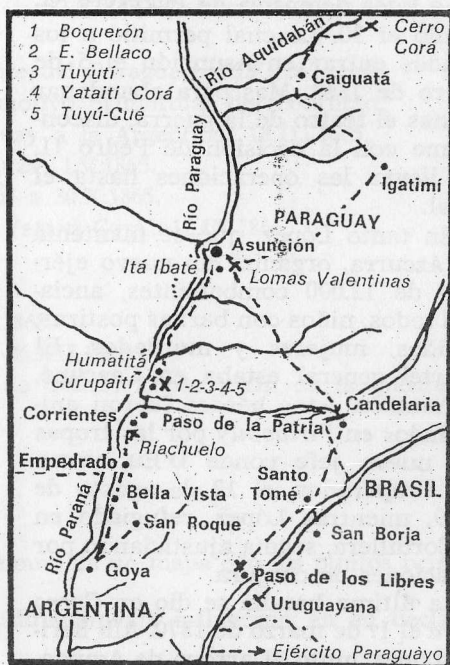 1 Boquerón
2 E. Bellaco
3 Tuyutí
4 Yataití Corá
5 Tuyú-Cué
Cerro
Corá
Río Aquidabán
Caiguatá
Río Paraguay
Igatimí
PARAGUAY
Asunción
Itá Ibaté
Lomas Valentinas
Humaitá
Curupaití
1-2-3-4-5
Candelaria
Corrientes
Paso de la Patria
Riachuelo
Empedrado
Santo
Tomé
BRASIL
Bella Vista
San Roque
San Borja
Río Paraná
Goya
Paso de los Libres
Uruguayana
ARGENTINA
Ejército Paraguayo